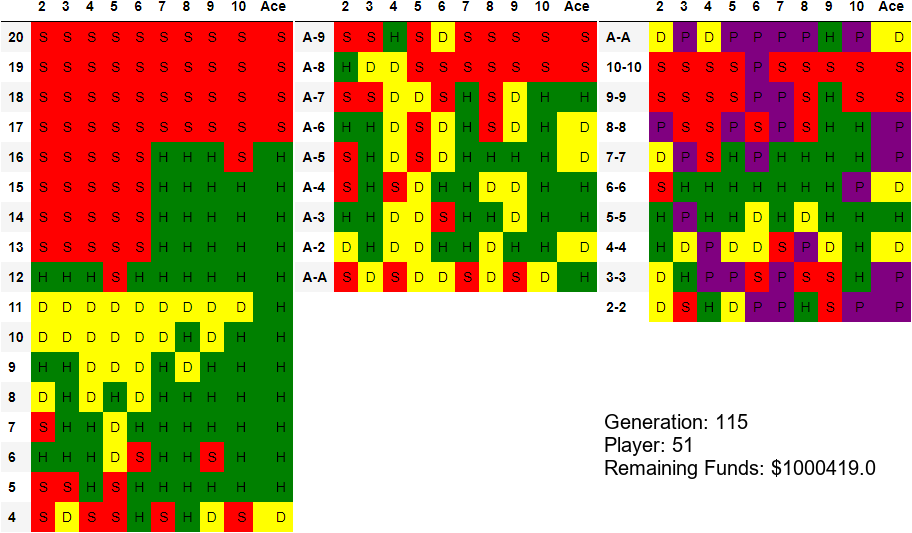 2 3 4 5 6 7 8 9 10 Ace
20 S S S S S S S S S S
19 S S S S S S S S S S
18 S S S S S S S S S S
17 S S S S S S S S S S
16 S S S S S H H H S H
15 S S S S S H H H H H
14 S S S S S H H H H H
13 S S S S S H H H H H
12 H H H S H H H H H H
11 D D D D D D D D D H
10 D D D D D D H D H H
9 H H D D D H D H H H
8 D H D H D H H H H H
7 S H H D H H H H H H
6 H H H D S H H S H H
5 S S H S H H H H H H
4 S D S S H S H D S D
2 3 4 5 6 7 8 9 10 Ace
A-9 S S H S D S S S S S
A-8 H D D S S S S S S S
A-7 S S D D S H S D H H
A-6 H H D S D H S D H D
A-5 S H D S D H H H H D
A-4 S H S D H H D D H H
A-3 H H D D S H H D H H
A-2 D H D D H H D H H D
A-A S D S D D S D S D H
2 3 4 5 6 7 8 9 10 Ace
A-A D P D P P P P H P D
10-10 S S S S P S S S S S
9-9 S S S S P P S H S S
8-8 P S S P S P S H H P
7-7 D P S H P H H H H P
6-6 S H H H H H H H P D
5-5 H P H H D H D H H H
4-4 H D P D D S P D H D
3-3 D H P P S P S S H P
2-2 D S H D P P H S P P
Generation: 115
Player: 51
Remaining Funds: $1000419.0